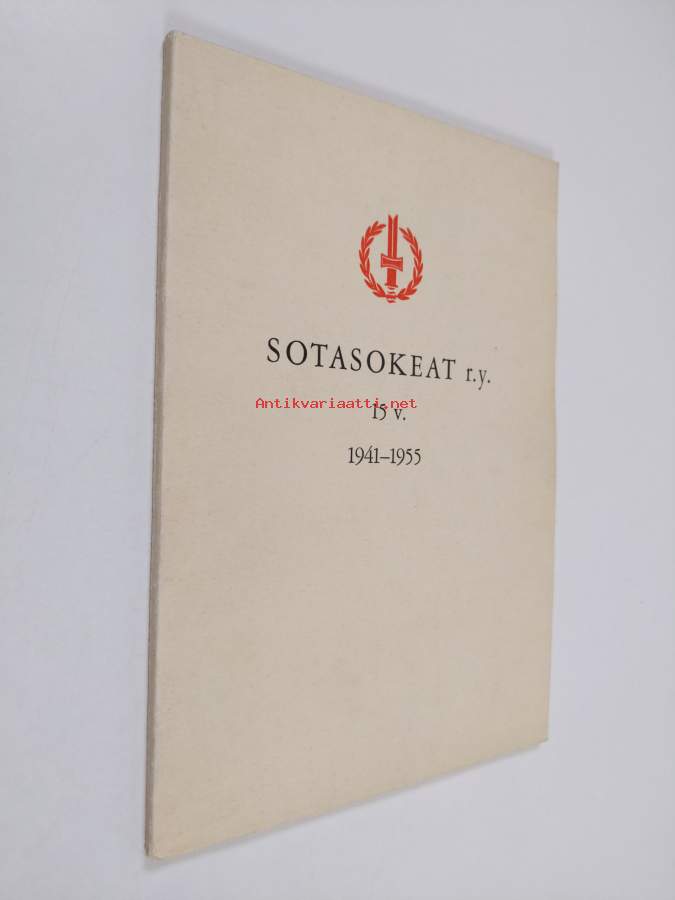 SOTASOKEAT r.y.
Antikvariaatti.net
15 v.
1941–1955